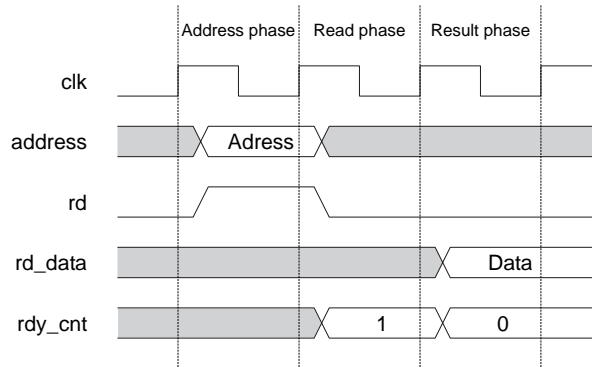 Address phase Read phase Result phase
clk
address Adress
rd
rd_data Data
rdy_cnt 1 0